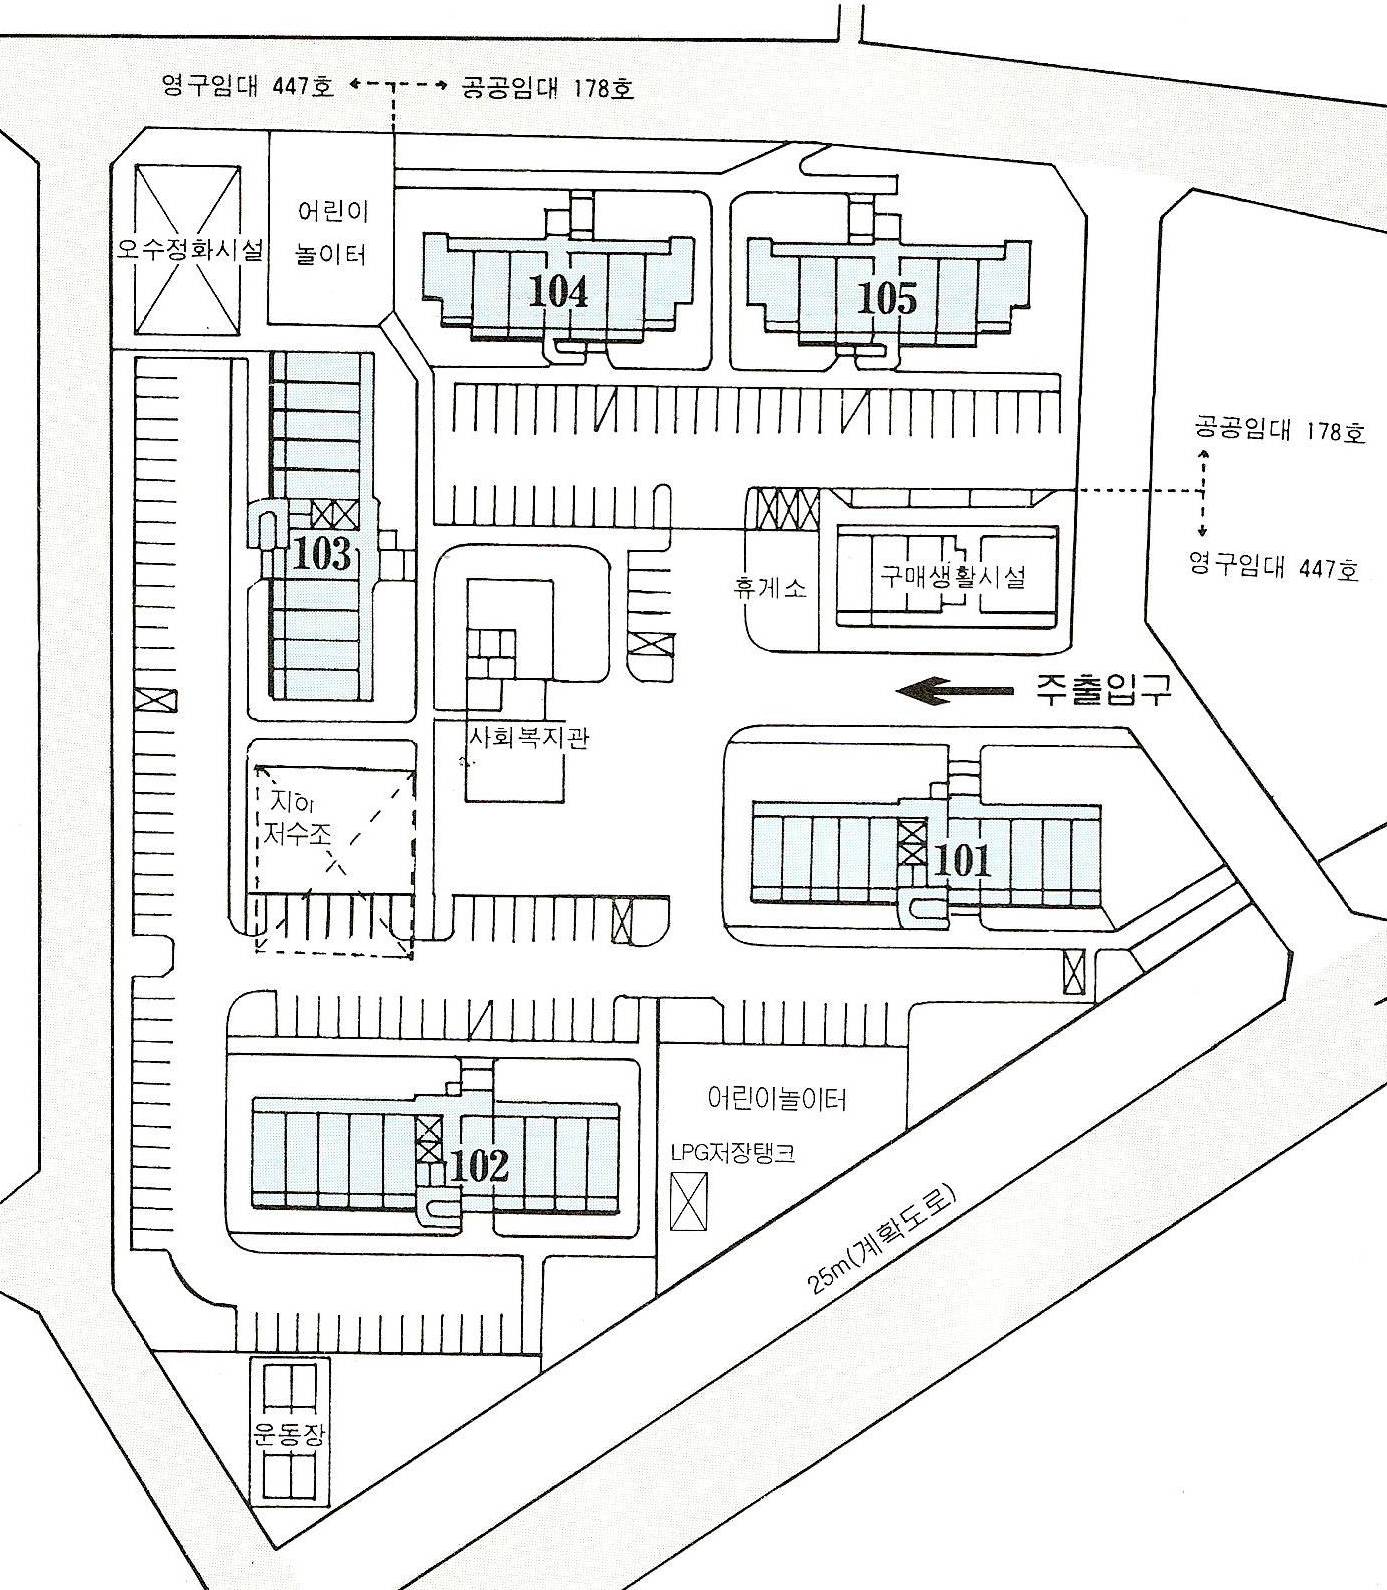 영구임대 447호
공공임대 178호
어린이
놀이터
오수정화시설
104
105
공공임대 178호
영구임대 447호
103
휴게소
구매생활시설
주출입구
사회복지관
지하
저수조
101
어린이놀이터
LPG저장탱크
102
25m(계획도로)
운동장